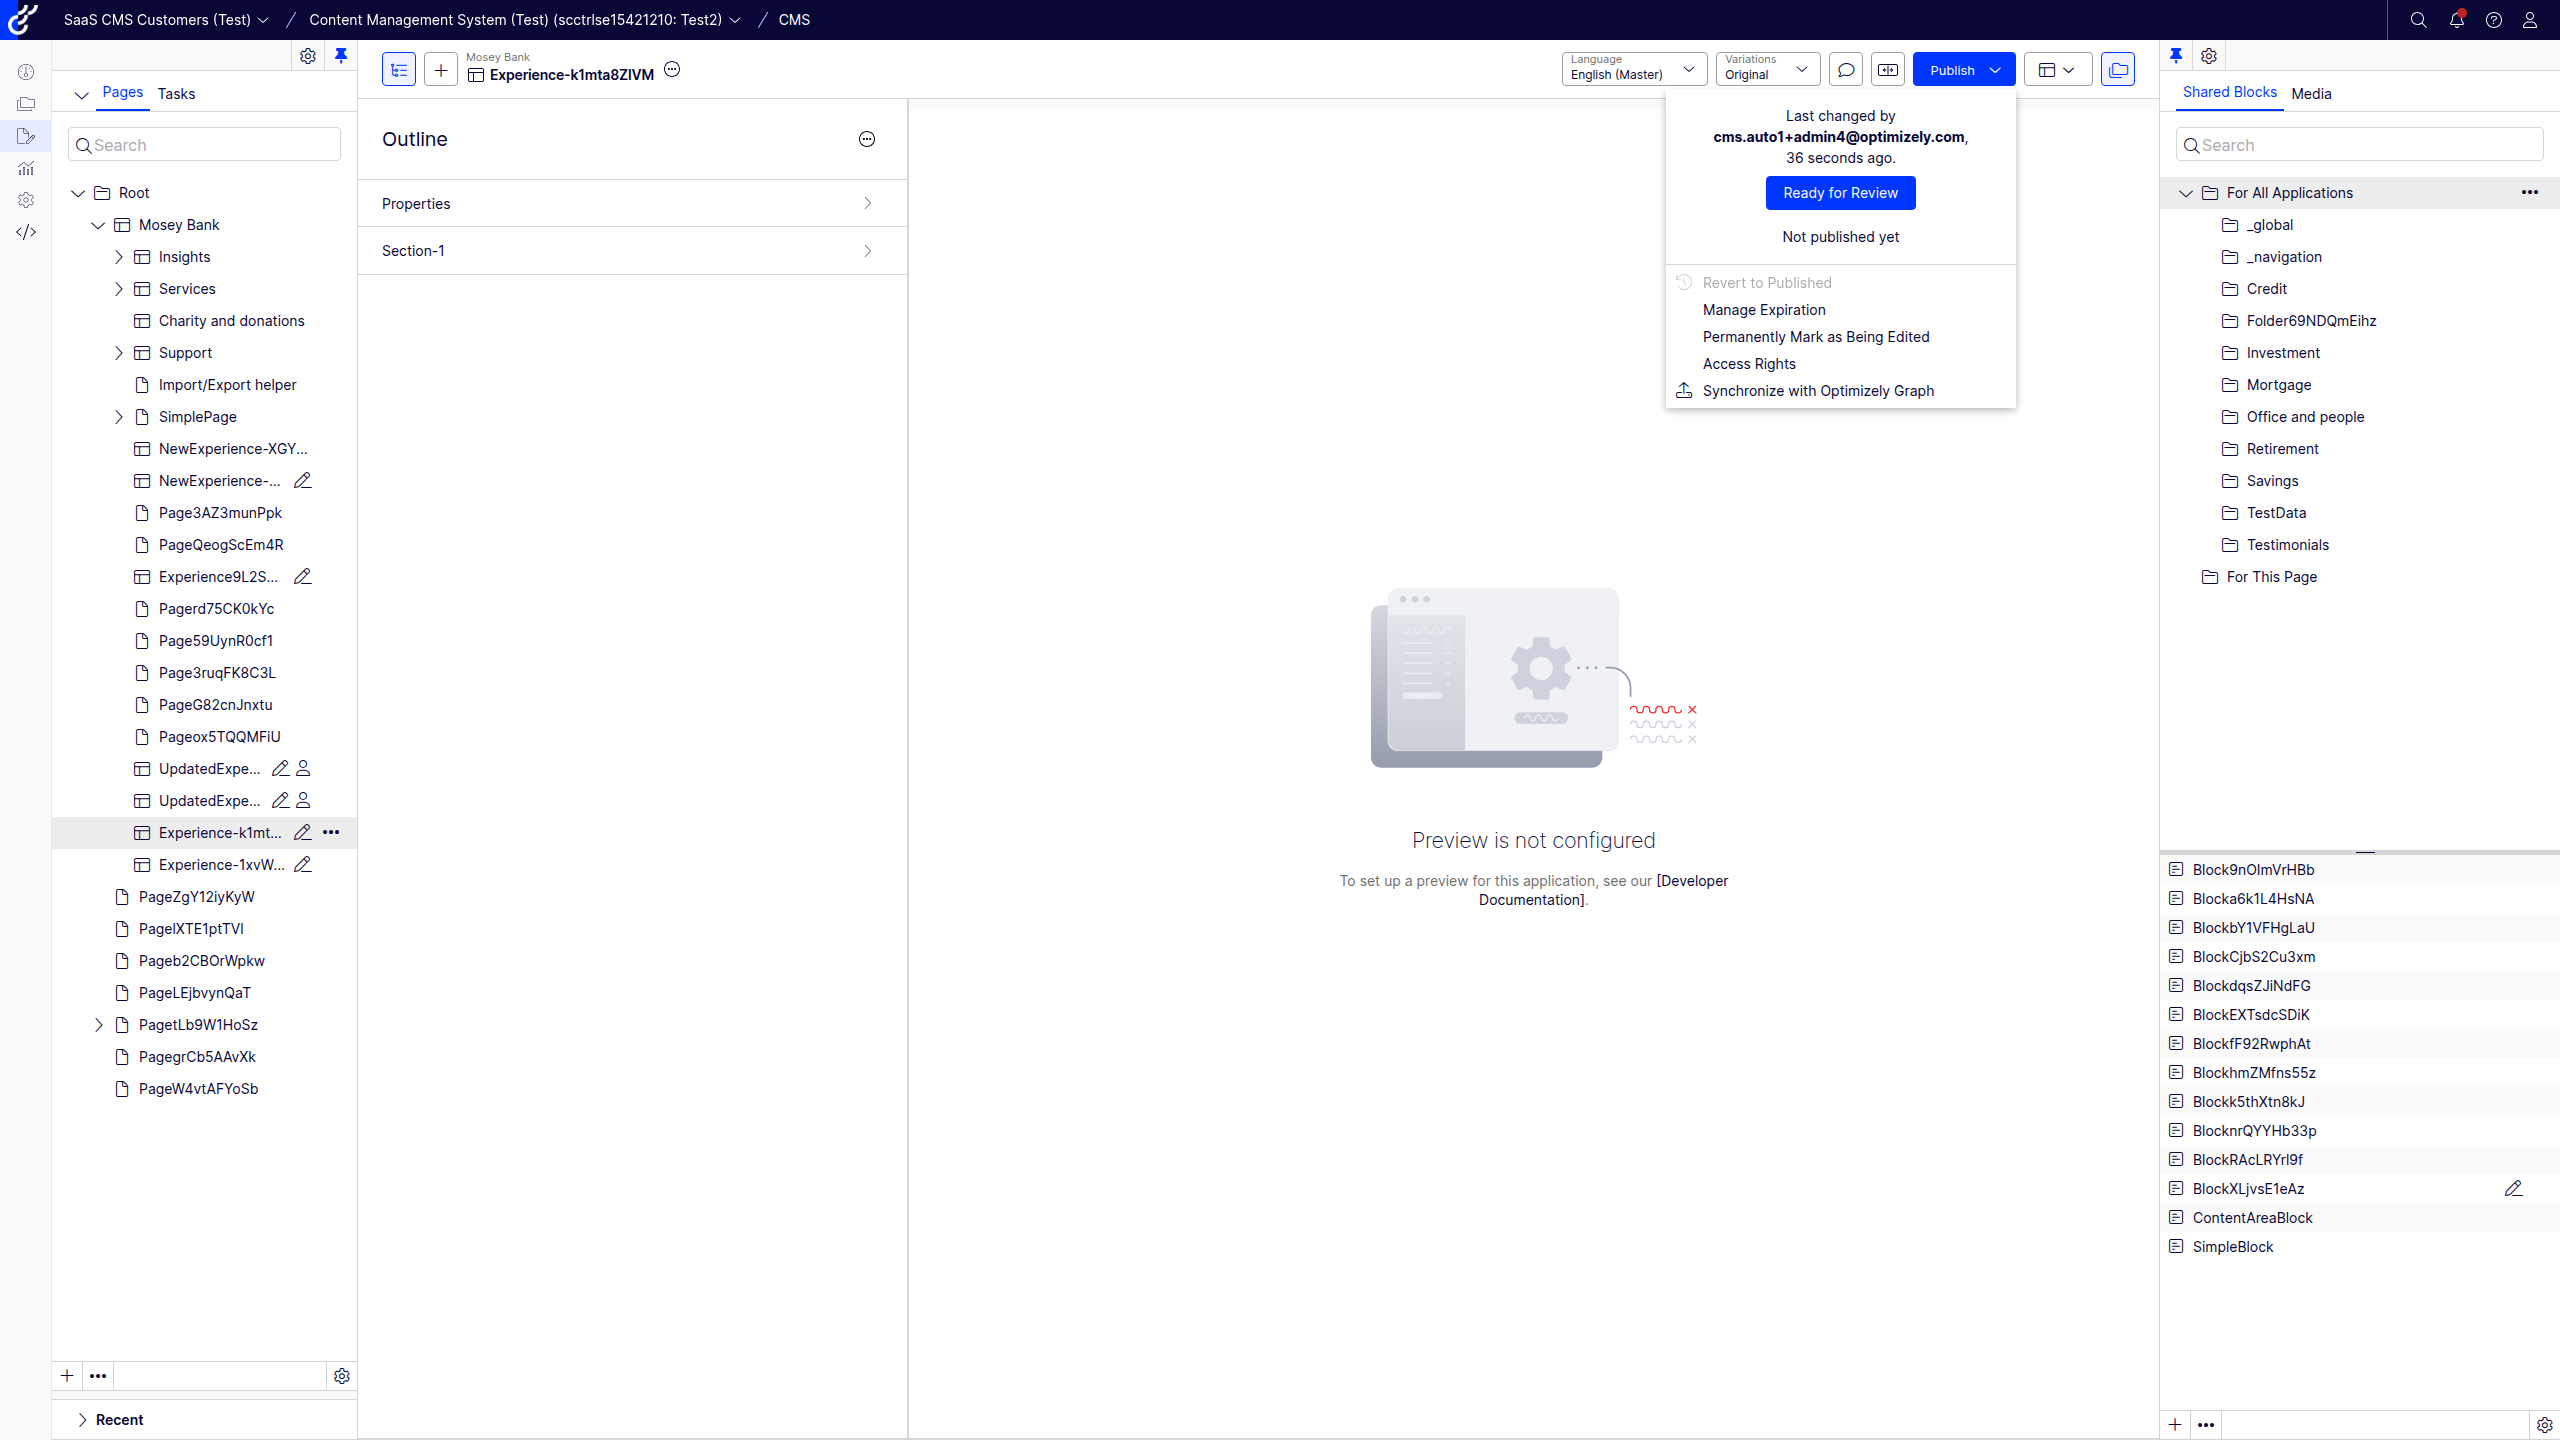 SaaS CMS Customers (Test)
Content Management System (Test) (scctrlse15421210: Test2)
CMS
Pages
Tasks
Search
Root
Mosey Bank
Insights
Services
Charity and donations
Support
Import/Export helper
SimplePage
NewExperience-XGY...
NewExperience-...
Page3AZ3munPpk
PageQeogScEm4R
Experience9L2S...
Pagerd75CK0kYc
Page59UynR0cf1
Page3ruqFK8C3L
PageG82cnJnxtu
Pageox5TQQMFiU
UpdatedExpe...
UpdatedExpe...
Experience-k1mt...
Experience-1xvW...
PageZgY12iyKyW
PagelXTE1ptTVI
Pageb2CBOrWpkw
PageLEjbvynQaT
PagetLb9W1HoSz
PagegrCb5AAvXk
PageW4vtAFYoSb
Recent
Mosey Bank
Experience-k1mta8ZIVM
Language
English (Master)
Variations
Original
Publish
Outline
Properties
Section-1
Last changed by
cms.auto1+admin4@optimizely.com,
36 seconds ago.
Ready for Review
Not published yet
Revert to Published
Manage Expiration
Permanently Mark as Being Edited
Access Rights
Synchronize with Optimizely Graph
Preview is not configured
To set up a preview for this application, see our [Developer
Documentation].
Shared Blocks
Media
Search
For All Applications
_global
_navigation
Credit
Folder69NDQmEihz
Investment
Mortgage
Office and people
Retirement
Savings
TestData
Testimonials
For This Page
Block9nOlmVrHBb
Blocka6k1L4HsNA
BlockbY1VFHgLaU
BlockCjbS2Cu3xm
BlockdqsZJiNdFG
BlockEXTsdcSDiK
BlockfF92RwphAt
BlockhmZMfns55z
Blockk5thXtn8kJ
BlocknrQYYHb33p
BlockRAcLRYrl9f
BlockXLjvsE1eAz
ContentAreaBlock
SimpleBlock